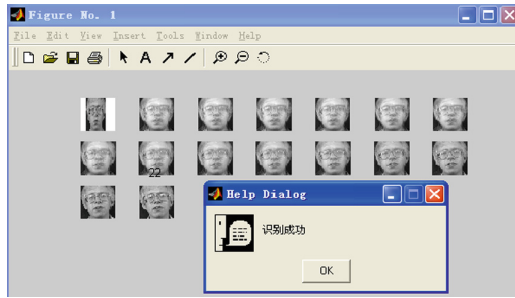 Figure No. 1
File Edit View Insert Tools Window Help
A
22
Help Dialog
识别成功
OK